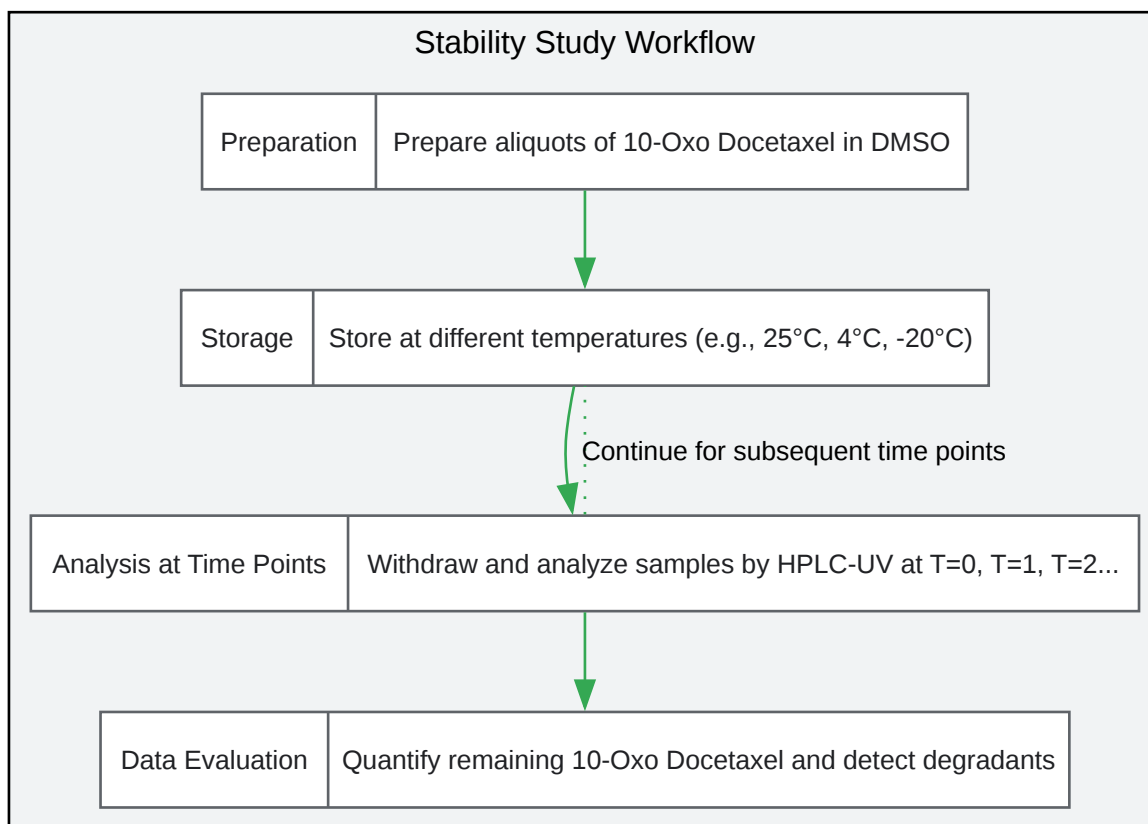 Stability Study Workflow
Preparation
Prepare aliquots of 10-Oxo Docetaxel in DMSO
Storage
Store at different temperatures (e.g., 25°C, 4°C, -20°C)
Continue for subsequent time points
Analysis at Time Points
Withdraw and analyze samples by HPLC-UV at T=0, T=1, T=2...
Data Evaluation
Quantify remaining 10-Oxo Docetaxel and detect degradants